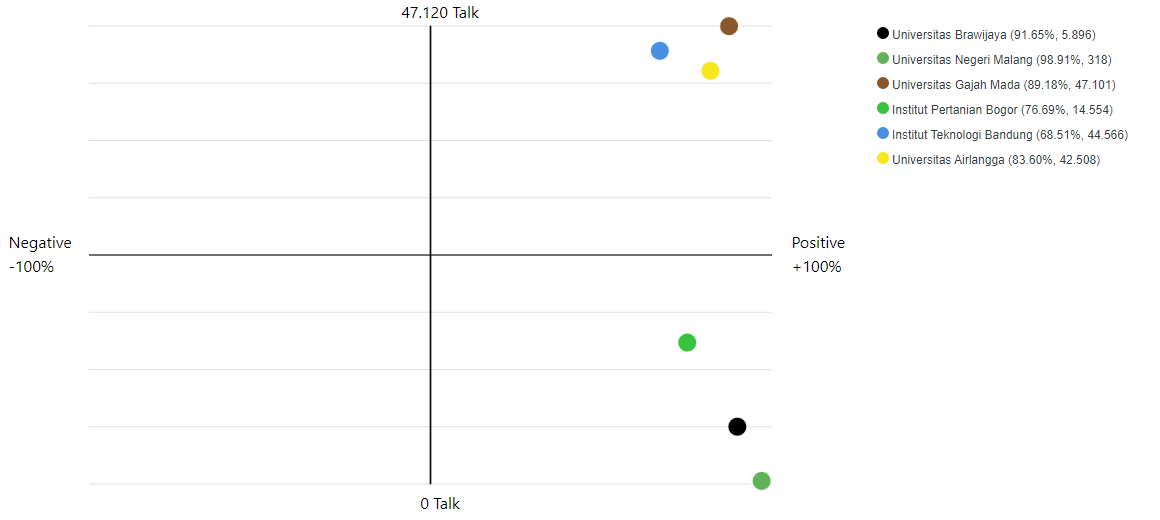 47.120 Talk
Negative
-100%
Positive
+100%
0 Talk
Universitas Brawijaya (91.65%, 5.896)
Universitas Negeri Malang (98.91%, 318)
Universitas Gajah Mada (89.18%, 47.101)
Institut Pertanian Bogor (76.69%, 14.554)
Institut Teknologi Bandung (68.51%, 44.566)
Universitas Airlangga (83.60%, 42.508)